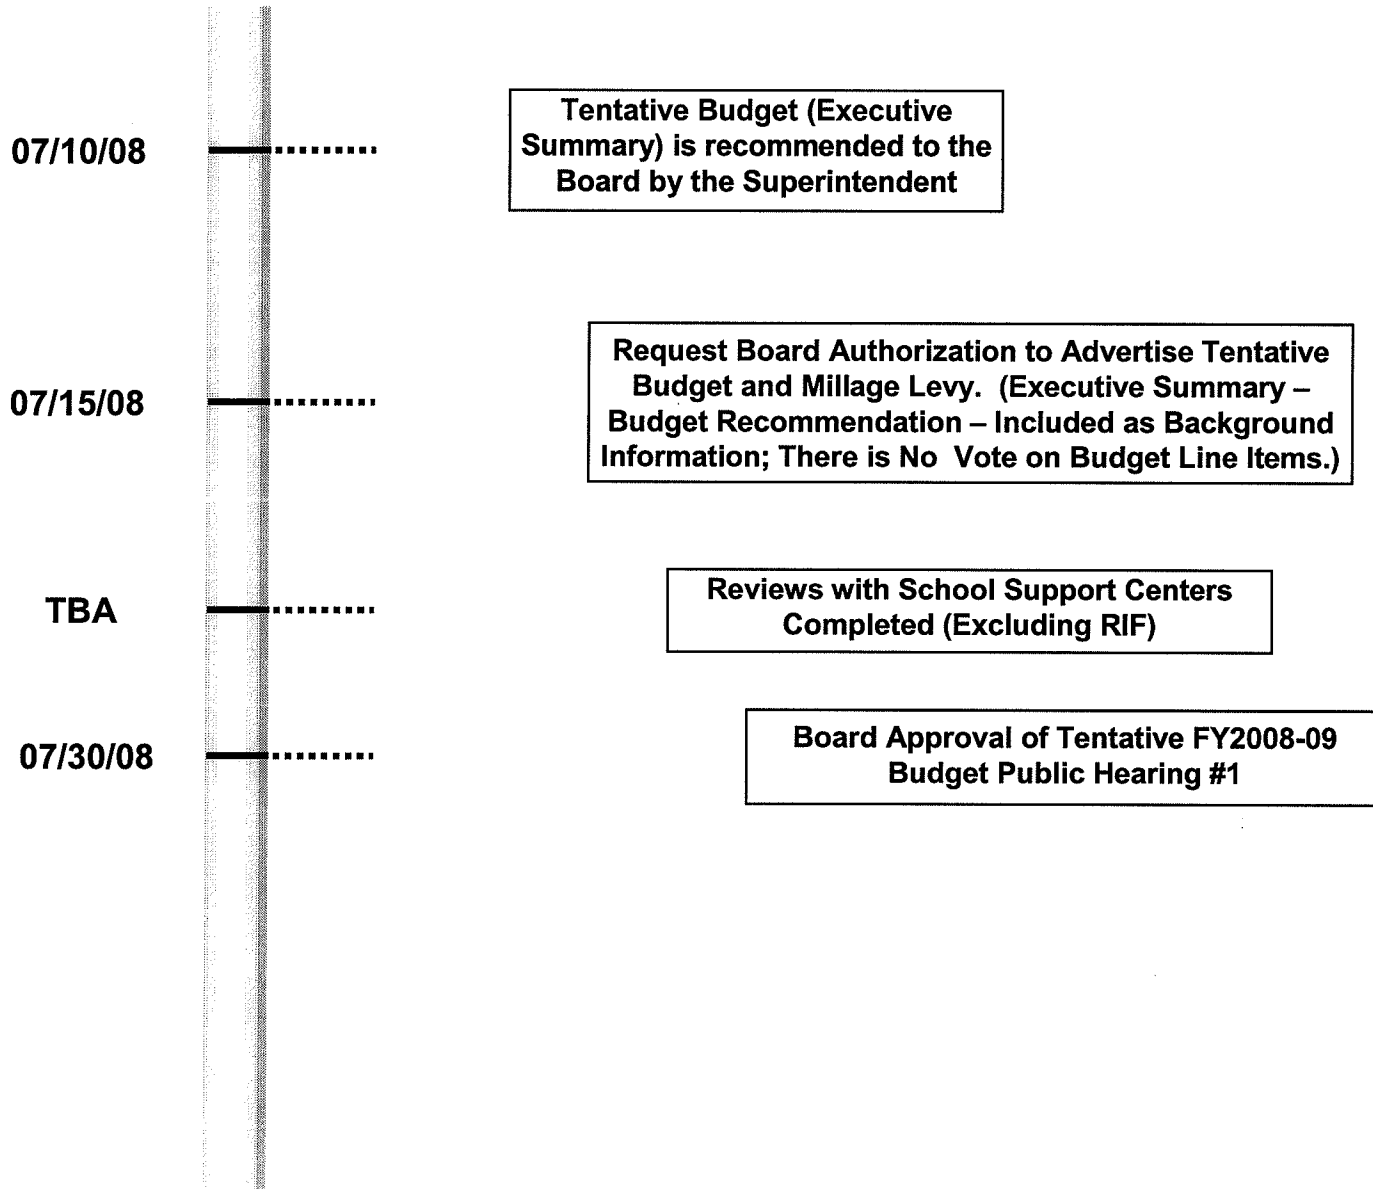 07/10/08
Tentative Budget (Executive
Summary) is recommended to the
Board by the Superintendent
07/15/08
Request Board Authorization to Advertise Tentative
Budget and Millage Levy.  (Executive Summary –
Budget Recommendation – Included as Background
Information; There is No  Vote on Budget Line Items.)
TBA
Reviews with School Support Centers
Completed (Excluding RIF)
07/30/08
Board Approval of Tentative FY2008-09
Budget Public Hearing #1